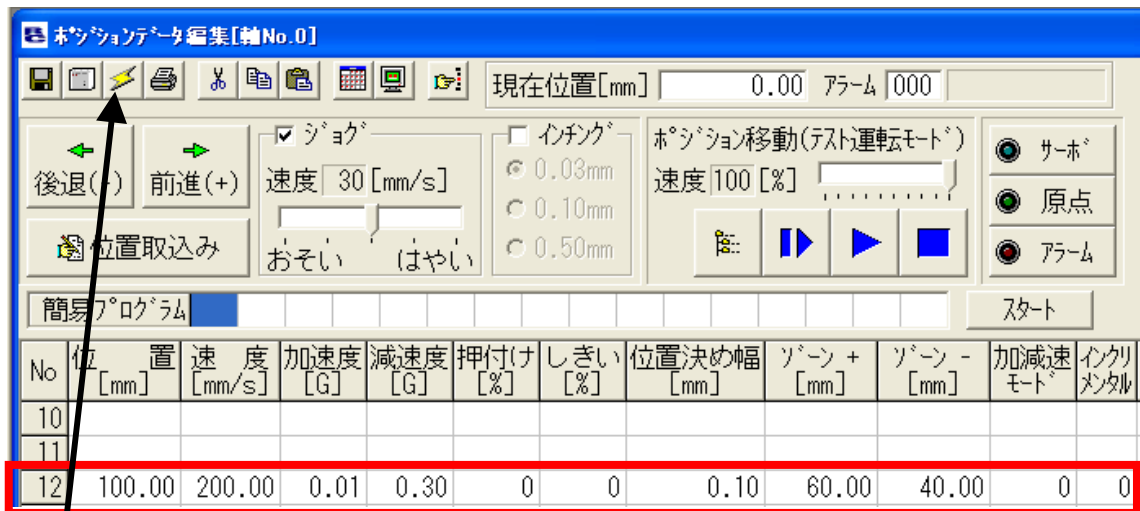 ポジションデータ編集[軸No.0]
現在位置[mm] 0.00 アラーム 000
後退(-) 前進(+)
位置取込み
ジョグ
速度 30 [mm/s]
おそい はやい
インチング
0.03mm
0.10mm
0.50mm
ポジション移動(テスト運転モード)
速度 100 [%]
サーボ
原点
アラーム
簡易プログラム スタート
No 位置[mm] 速度[mm/s] 加速度[G] 減速度[G] 押付け[%] しきい[%] 位置決め幅[mm] ゾーン+[mm] ゾーン-[mm] 加減速モード インクリメンタル
10
11
12 100.00 200.00 0.01 0.30 0 0 0.10 60.00 40.00 0 0